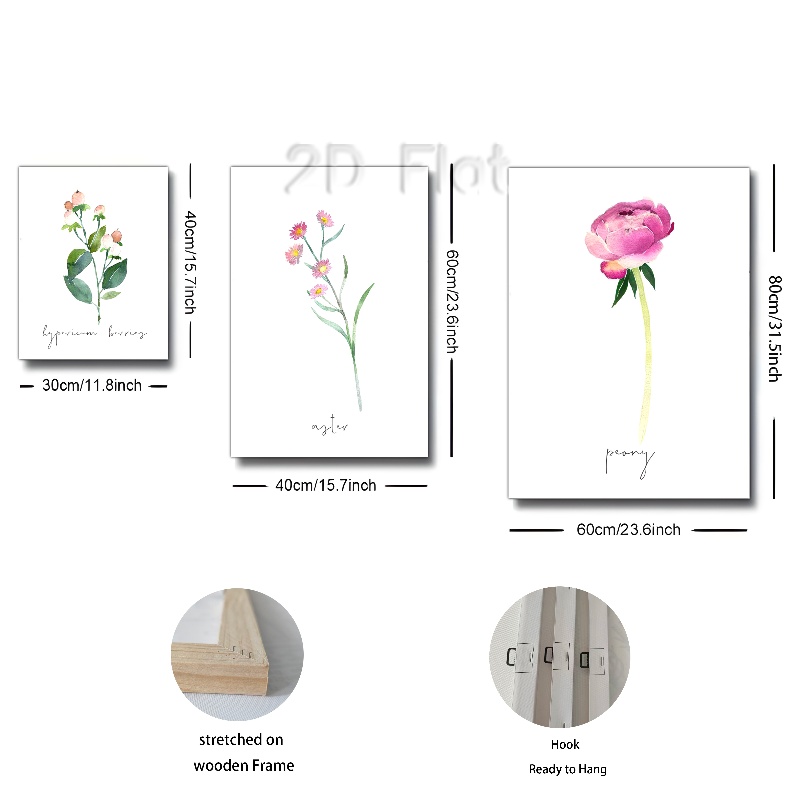 2D Flat
40cm/15.7inch
hypericum berries
30cm/11.8inch
60cm/23.6inch
aster
40cm/15.7inch
80cm/31.5inch
peony
60cm/23.6inch
stretched on
wooden Frame
Hook
Ready to Hang